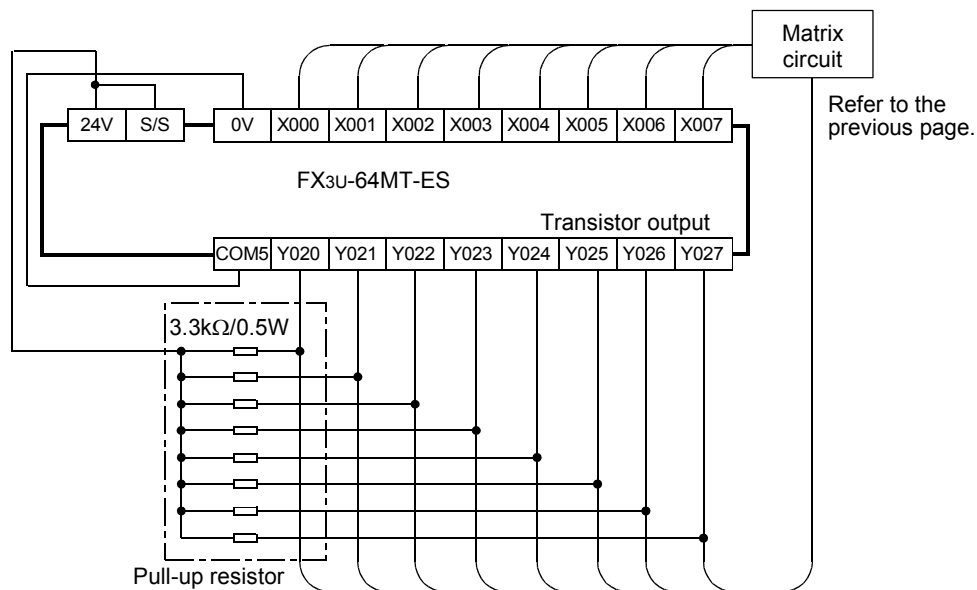 Matrix
circuit
Refer to the
previous page.
24V S/S 0V X000 X001 X002 X003 X004 X005 X006 X007
FX3U-64MT-ES
Transistor output
COM5 Y020 Y021 Y022 Y023 Y024 Y025 Y026 Y027
3.3kΩ/0.5W
Pull-up resistor